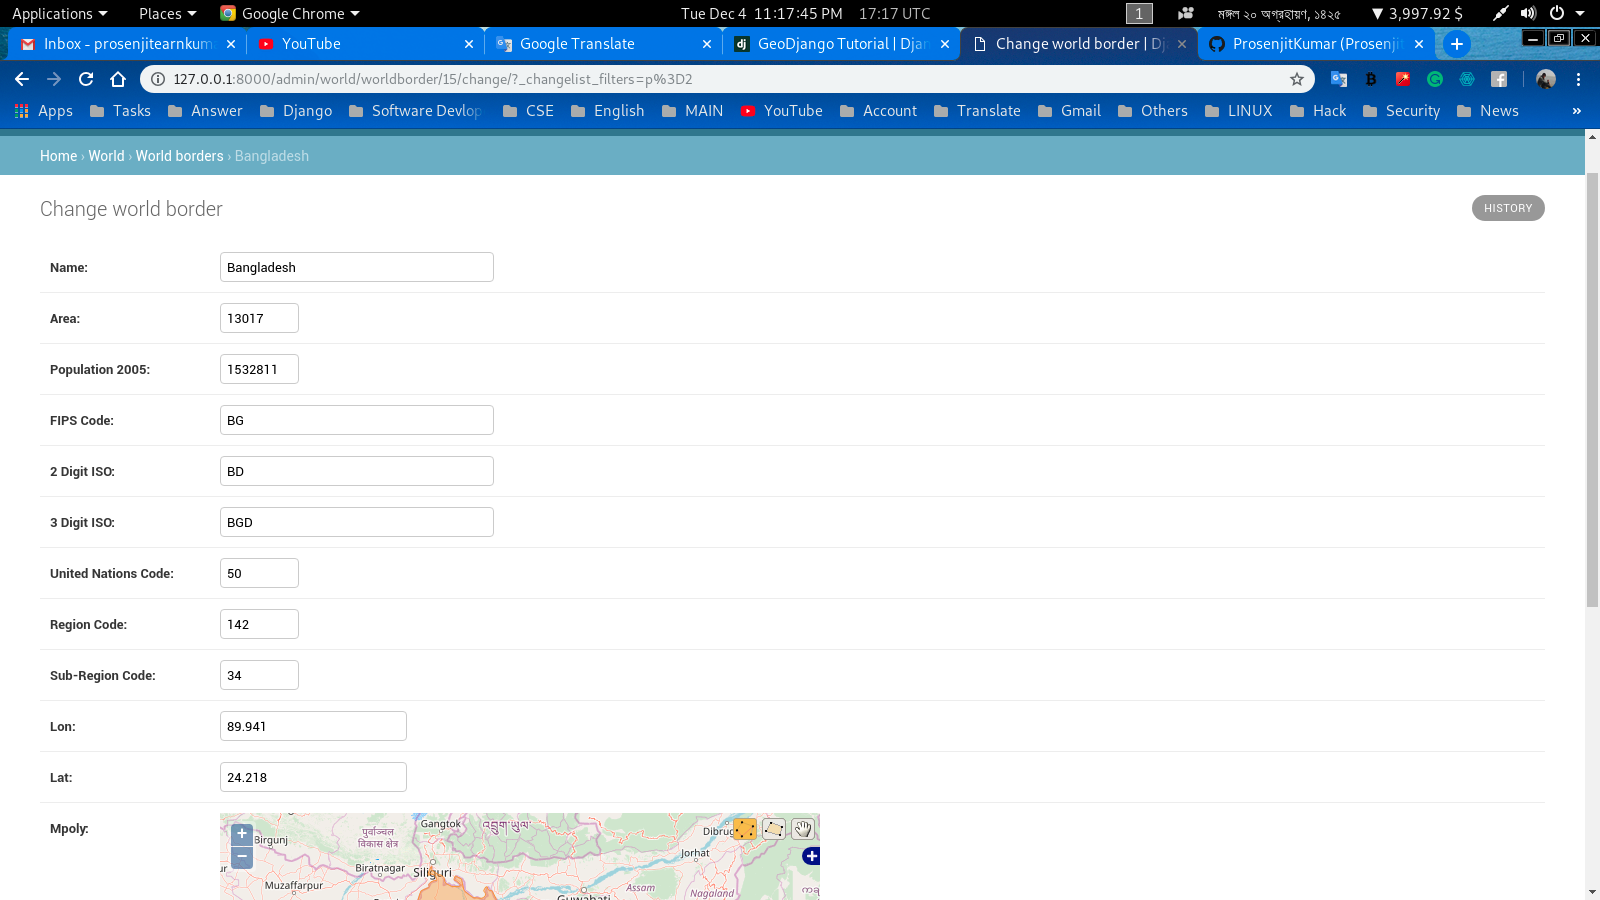 Applications Places Google Chrome Tue Dec 4 11:17:45 PM 17:17 UTC 1 মঙ্গল ২০ অগ্রহায়ণ, ১৪২৫ ▼ 3,997.92 $
Inbox - prosenjitearnkum YouTube Google Translate GeoDjango Tutorial | Djan Change world border | Dj ProsenjitKumar (Prosenjit
127.0.0.1:8000/admin/world/worldborder/15/change/?_changelist_filters=p%3D2
Apps Tasks Answer Django Software Devlop CSE English MAIN YouTube Account Translate Gmail Others LINUX Hack Security News »
Home › World › World borders › Bangladesh
Change world border HISTORY
Name: Bangladesh
Area: 13017
Population 2005: 1532811
FIPS Code: BG
2 Digit ISO: BD
3 Digit ISO: BGD
United Nations Code: 50
Region Code: 142
Sub-Region Code: 34
Lon: 89.941
Lat: 24.218
Mpoly:
Gangtok འབྲུག་ཡུལ་ Dibrug
Birgunj पुर्वाञ्चल विकास क्षेत्र
Jorhat
Biratnagar Siliguri
Muzaffarpur Assam Nagaland
Guwahati